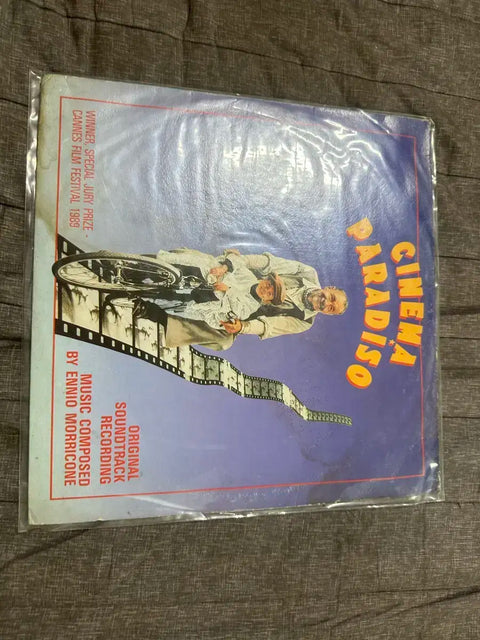 CINEMA
PARADISO
ORIGINAL
SOUNDTRACK
RECORDING
MUSIC COMPOSED
BY ENNIO MORRICONE
WINNER, SPECIAL JURY PRIZE -
CANNES FILM FESTIVAL 1989